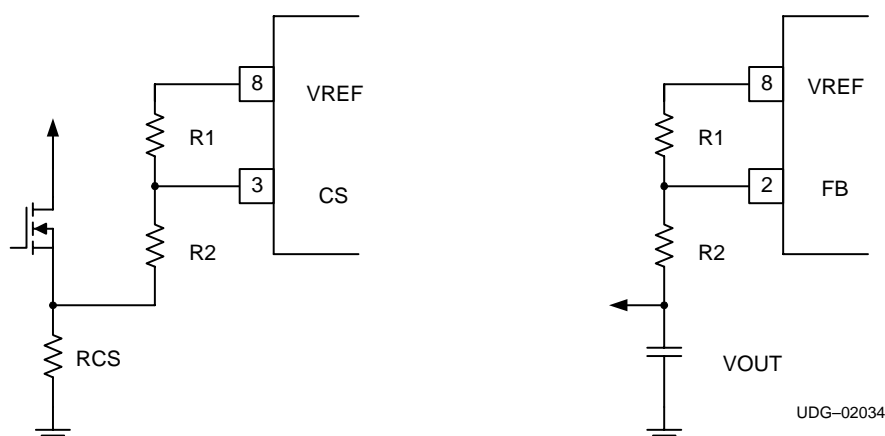 8
VREF
R1
3
CS
R2
RCS
8
VREF
R1
2
FB
R2
VOUT
UDG–02034